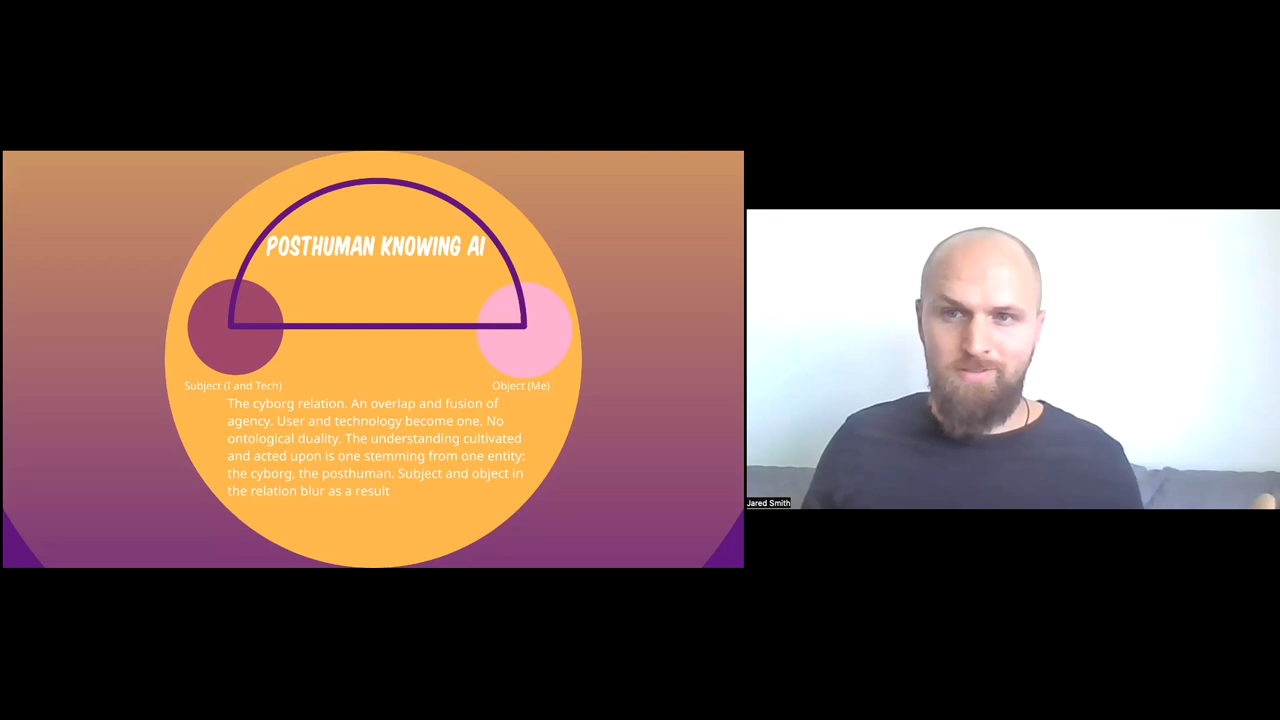 POSTHUMAN KNOWING AI
Subject (I and Tech)
Object (Me)
The cyborg relation. An overlap and fusion of
agency. User and technology become one. No
ontological duality. The understanding cultivated
and acted upon is one stemming from one entity:
the cyborg, the posthuman. Subject and object in
the relation blur as a result
Jared Smith